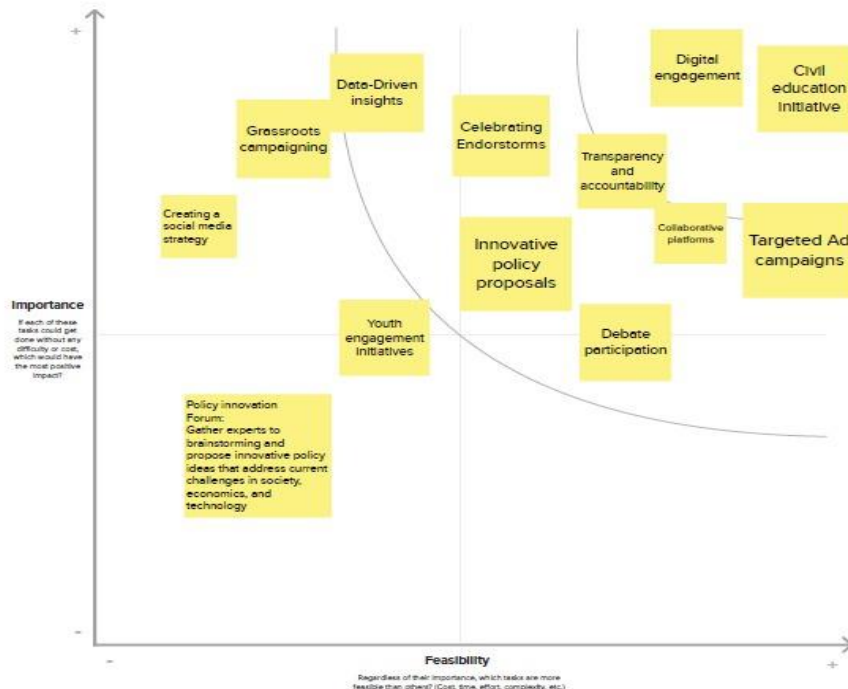 +
Digital
engagement
Civil
education
initiative
Data-Driven
insights
Grassroots
campaigning
Celebrating
Endorstorms
Transparency
and
accountability
Creating a
social media
strategy
Collaborative
platforms
Innovative
policy
proposals
Targeted Ad
campaigns
Importance
If each of these
tasks could get
done without any
difficulty or cost,
which would have
the most positive
impact?
Youth
engagement
initiatives
Debate
participation
Policy innovation
Forum:
Gather experts to
brainstorming and
propose innovative policy
ideas that address current
challenges in society,
economics, and
technology
-
-
Feasibility
+
Regardless of their importance, which tasks are more
feasible than others? (Cost, time, effort, complexity, etc.)